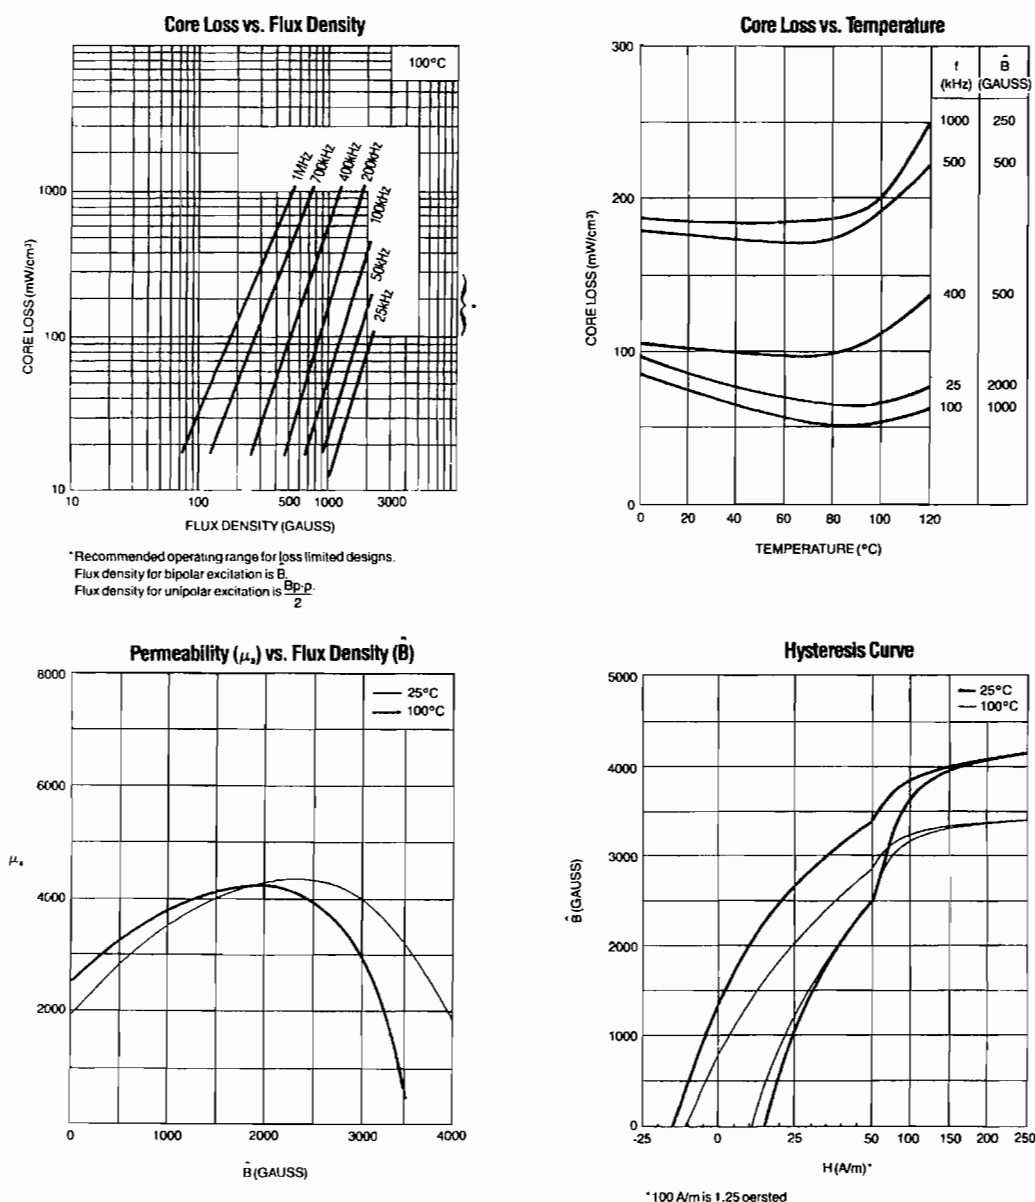 Core Loss vs. Flux Density
100°C
1MHz
700kHz
400kHz
200kHz
100kHz
50kHz
25kHz
1000
100
10
CORE LOSS (mW/cm³)
*
10
100
500
1000
3000
FLUX DENSITY (GAUSS)
*Recommended operating range for loss limited designs.
Flux density for bipolar excitation is B̂.
Flux density for unipolar excitation is Bp-p.
2
Core Loss vs. Temperature
f
(kHz)
B̂
(GAUSS)
1000 250
500 500
400 500
25 2000
100 1000
300
200
100
0
CORE LOSS (mW/cm³)
0 20 40 60 80 100 120
TEMPERATURE (°C)
Permeability (μₐ) vs. Flux Density (B̂)
25°C
100°C
8000
6000
4000
2000
μₐ
0 1000 2000 3000 4000
B̂ (GAUSS)
Hysteresis Curve
25°C
100°C
5000
4000
3000
2000
1000
0
B̂ (GAUSS)
-25 0 25 50 100 150 200 250
H (A/m)*
*100 A/m is 1.25 oersted